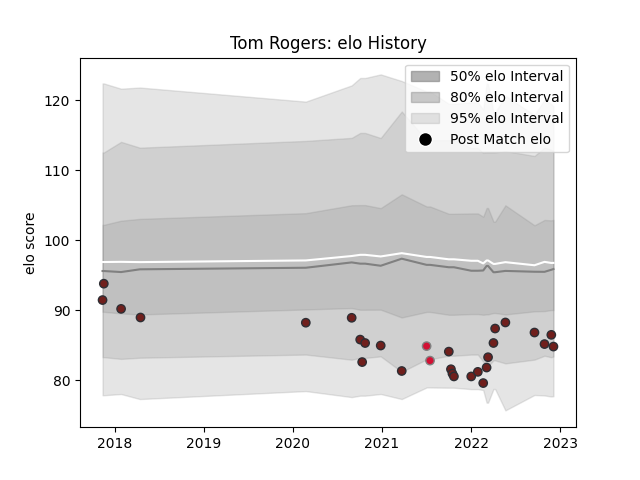 Tom Rogers: elo History
50% elo Interval
80% elo Interval
95% elo Interval
Post Match elo
elo score
120
110
100
90
80
2018 2019 2020 2021 2022 2023